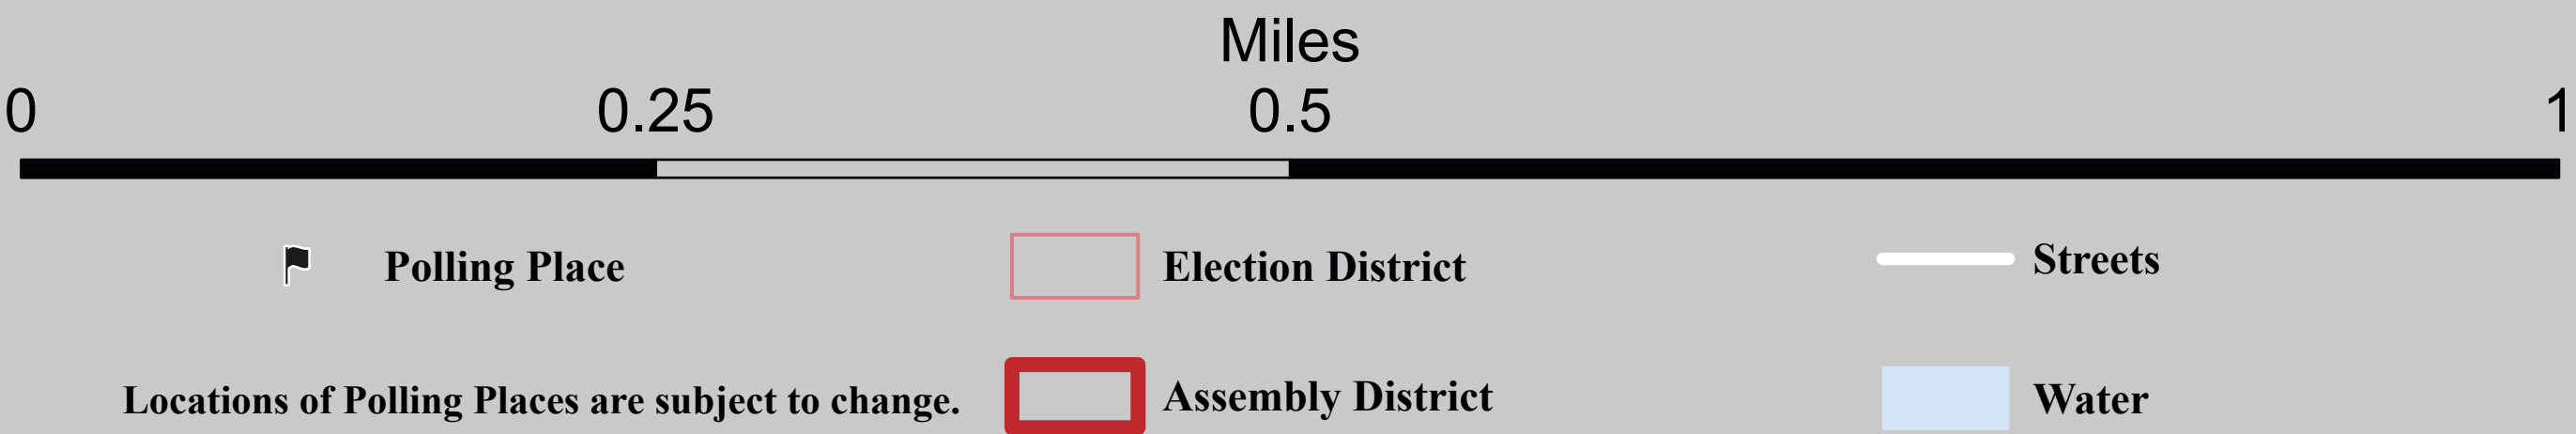 Miles
0 0.25 0.5 1
Polling Place Election District Streets
Locations of Polling Places are subject to change. Assembly District Water